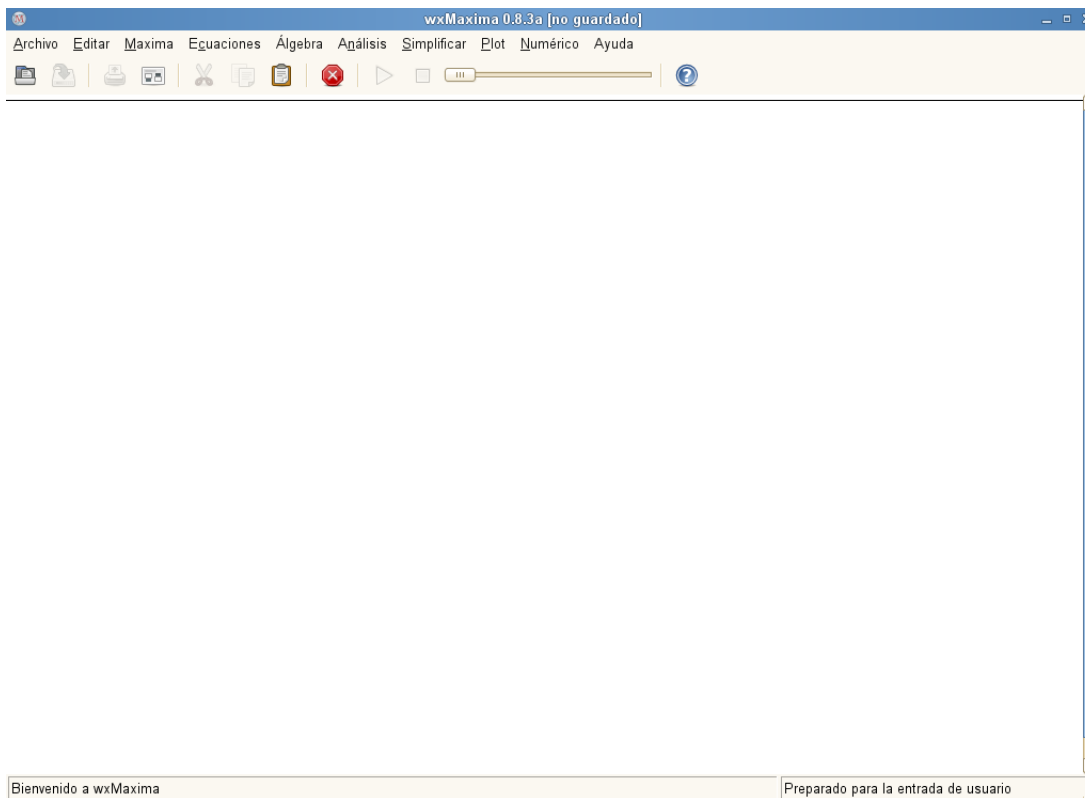 wxMaxima 0.8.3a [no guardado]
Archivo Editar Maxima Ecuaciones Álgebra Análisis Simplificar Plot Numérico Ayuda
Bienvenido a wxMaxima
Preparado para la entrada de usuario